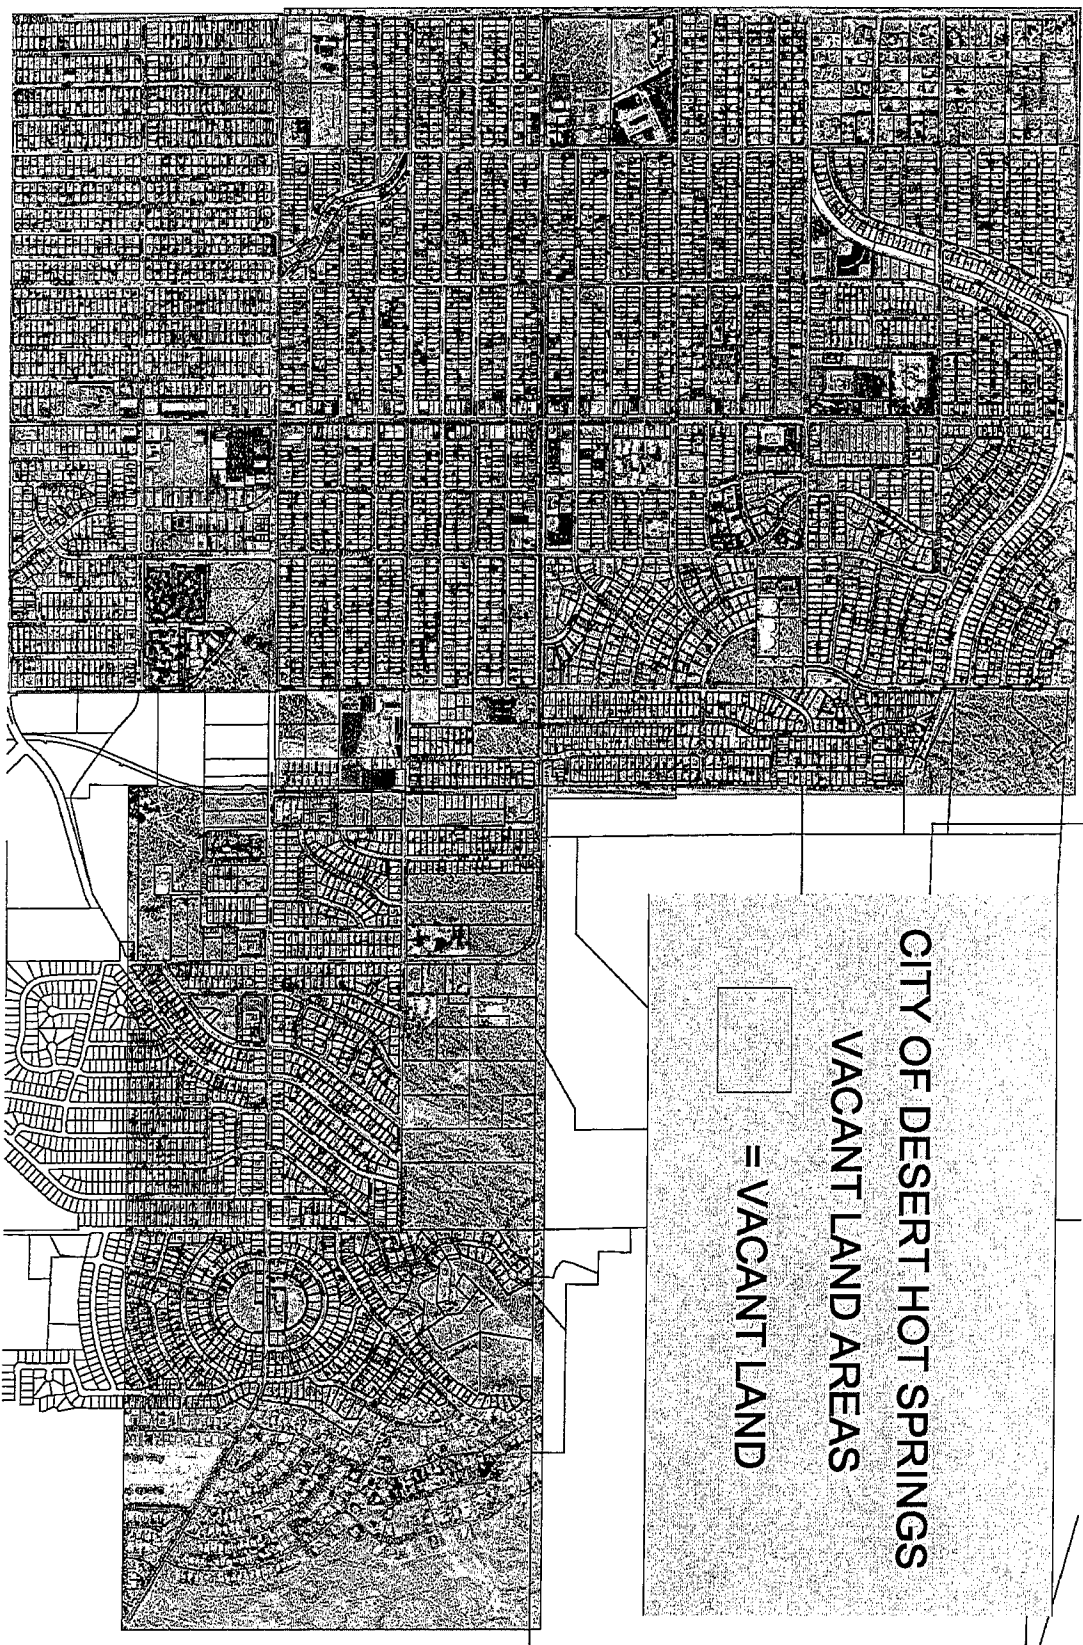 CITY OF DESERT HOT SPRINGS
VACANT LAND AREAS
= VACANT LAND